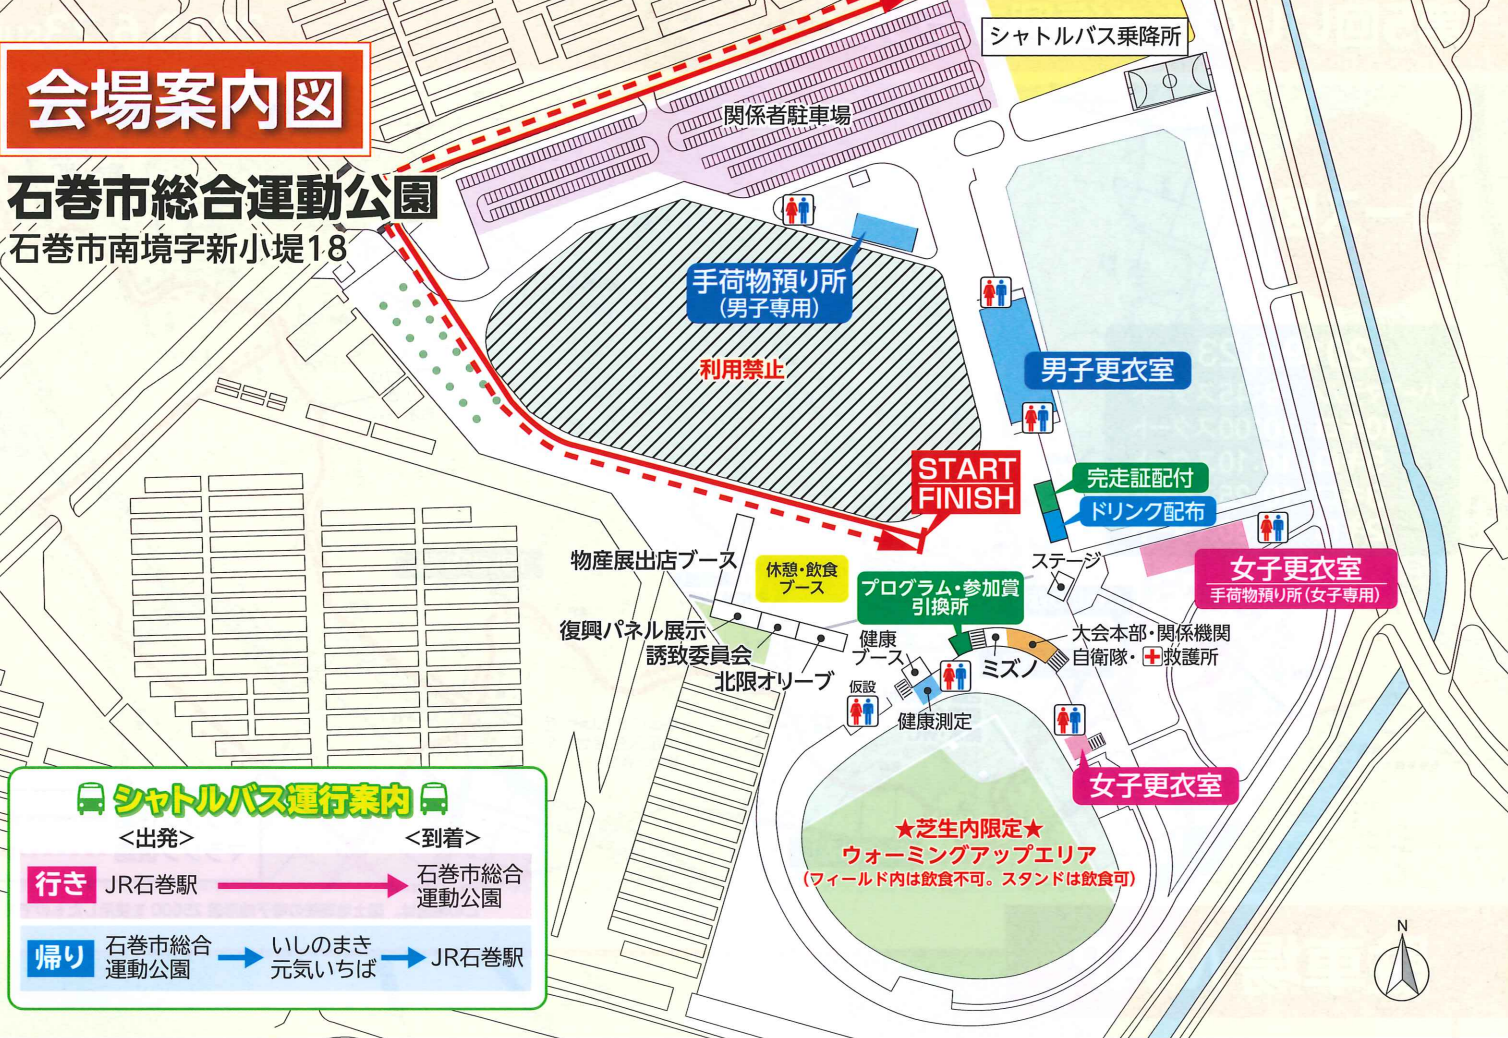 会場案内図
石巻市総合運動公園
石巻市南境字新小堤18
シャトルバス乗降所
関係者駐車場
手荷物預り所
(男子専用)
利用禁止
男子更衣室
START
FINISH
完走証配付
ドリンク配布
女子更衣室
手荷物預り所(女子専用)
物産展出店ブース
休憩・飲食
ブース
プログラム・参加賞
引換所
ステージ
復興パネル展示
誘致委員会
北限オリーブ
健康
ブース
ミズノ
大会本部・関係機関
自衛隊・救護所
仮設
健康測定
女子更衣室
★芝生内限定★
ウォーミングアップエリア
(フィールド内は飲食不可。スタンドは飲食可)
シャトルバス運行案内
<出発>
<到着>
行き
JR石巻駅
石巻市総合
運動公園
帰り
石巻市総合
運動公園
いしのまき
元気いちば
JR石巻駅
N